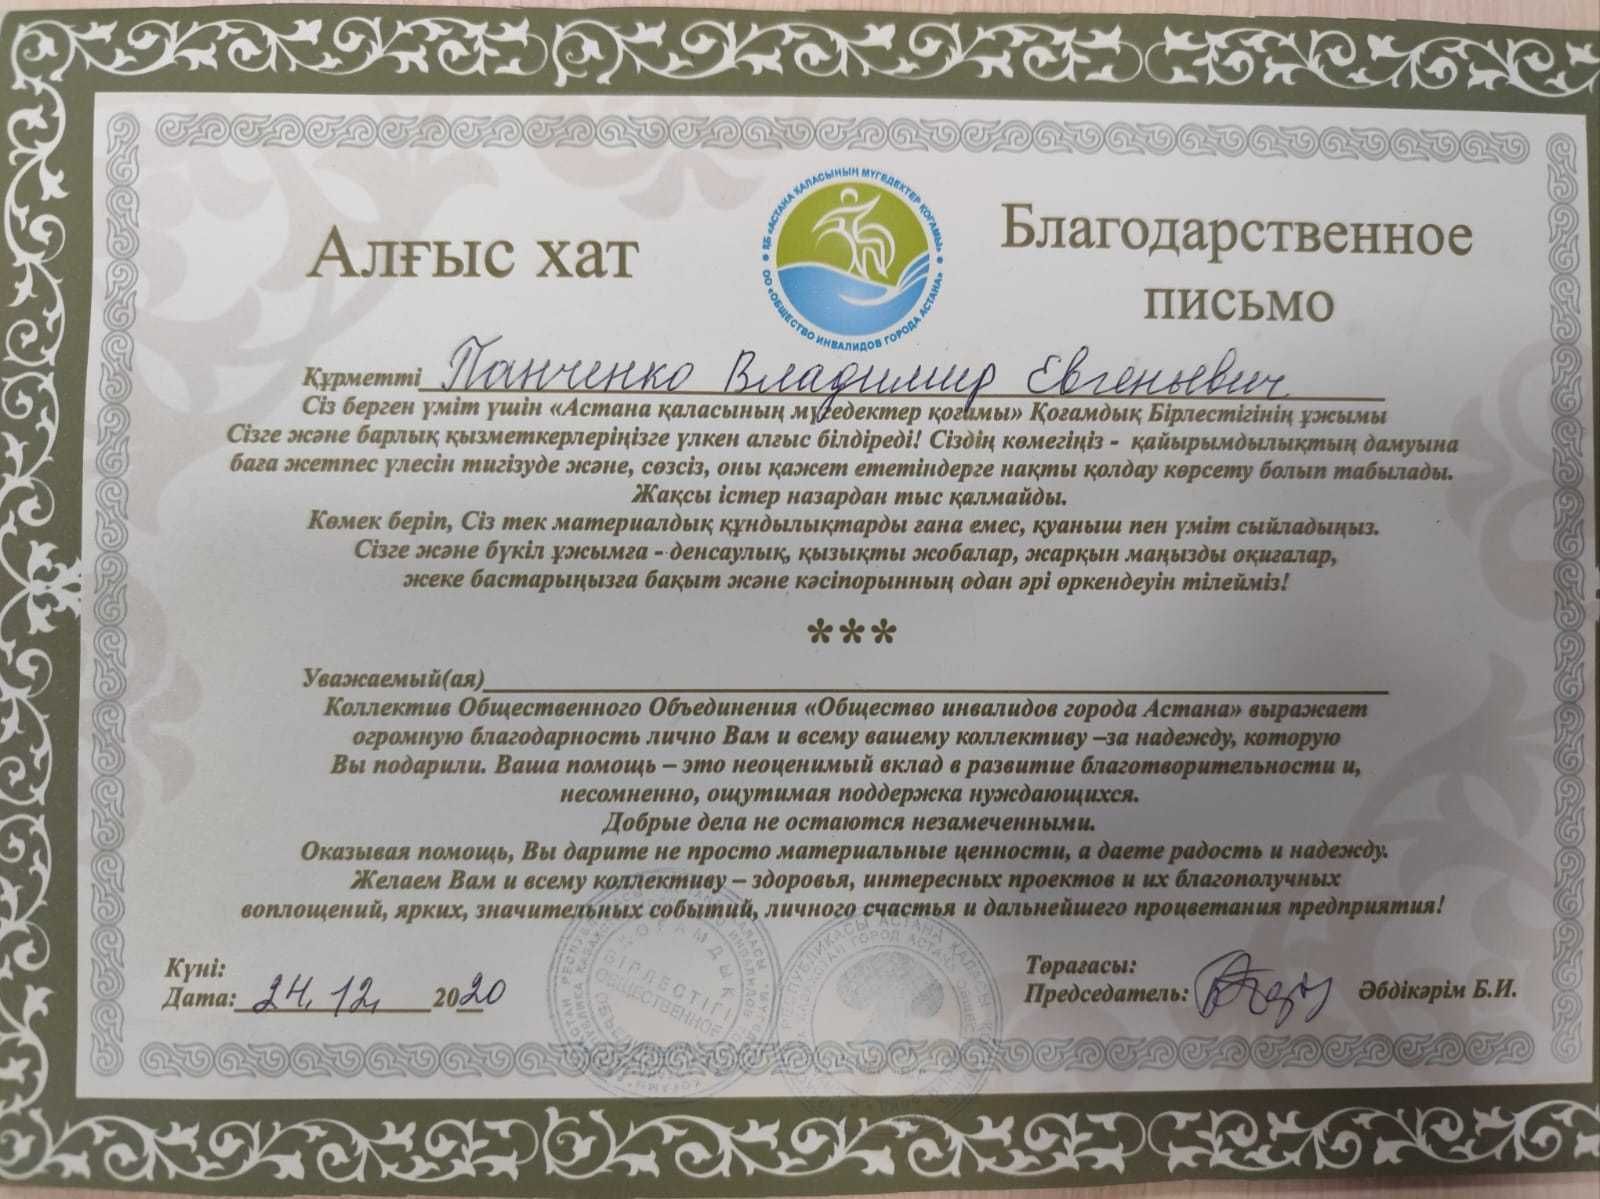 Алғыс хат
ҚБ «АСТАНА ҚАЛАСЫНЫҢ МҮГЕДЕКТЕР ҚОҒАМЫ»
ОО «ОБЩЕСТВО ИНВАЛИДОВ ГОРОДА АСТАНА»
Благодарственное
письмо
Құрметті Панченко Владимир Евгеньевич
Сіз берген үміт үшін «Астана қаласының мүгедектер қоғамы» Қоғамдық Бірлестігінің ұжымы
Сізге және барлық қызметкерлеріңізге үлкен алғыс білдіреді! Сіздің көмегіңіз - қайырымдылықтың дамуына
баға жетпес үлесін тигізуде және, сөзсіз, оны қажет ететіндерге нақты қолдау көрсету болып табылады.
Жақсы істер назардан тыс қалмайды.
Көмек беріп, Сіз тек материалдық құндылықтарды ғана емес, қуаныш пен үміт сыйладыңыз.
Сізге және бүкіл ұжымға - денсаулық, қызықты жобалар, жарқын маңызды оқиғалар,
жеке бастарыңызға бақыт және кәсіпорынның одан әрі өркендеуін тілейміз!
***
Уважаемый(ая)
Коллектив Общественного Объединения «Общество инвалидов города Астана» выражает
огромную благодарность лично Вам и всему вашему коллективу –за надежду, которую
Вы подарили. Ваша помощь – это неоценимый вклад в развитие благотворительности и,
несомненно, ощутимая поддержка нуждающихся.
Добрые дела не остаются незамеченными.
Оказывая помощь, Вы дарите не просто материальные ценности, а даете радость и надежду.
Желаем Вам и всему коллективу – здоровья, интересных проектов и их благополучных
воплощений, ярких, значительных событий, личного счастья и дальнейшего процветания предприятия!
Күні:
Дата: 24.12. 2020
ҚОҒАМДЫҚ
БІРЛЕСТІГІ
ОБЩЕСТВЕННОЕ
Төрағасы:
Председатель: Әбдікәрім Б.И.